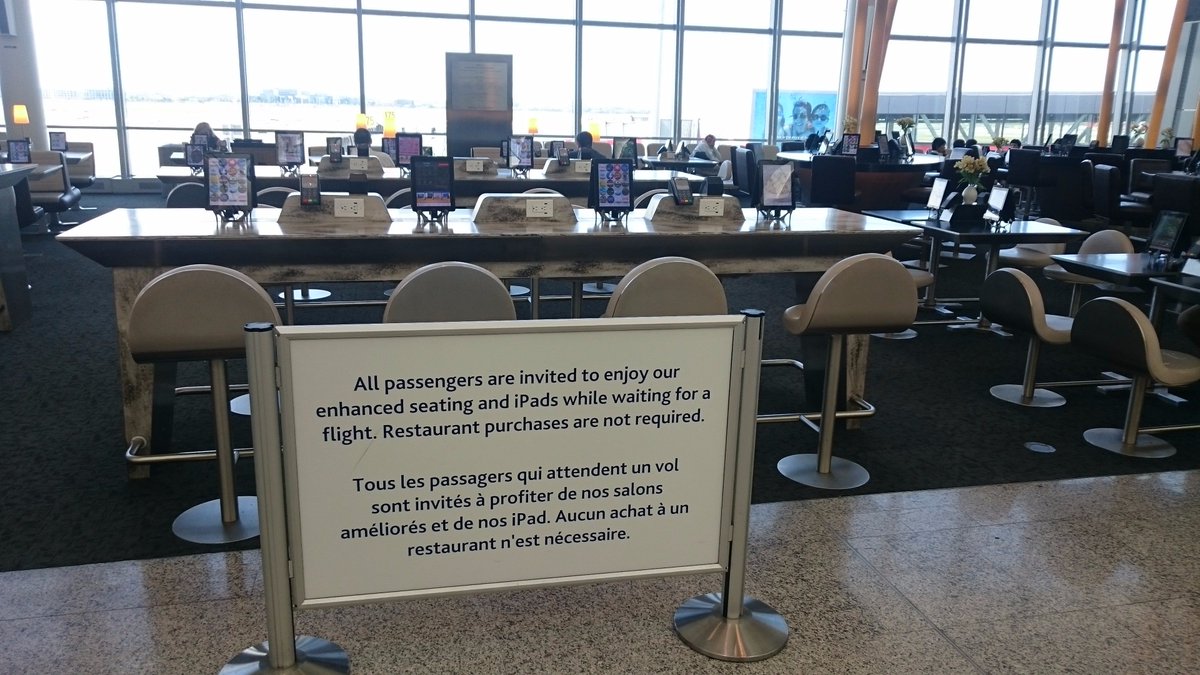 All passengers are invited to enjoy our
enhanced seating and iPads while waiting for a
flight. Restaurant purchases are not required.
Tous les passagers qui attendent un vol
sont invités à profiter de nos salons
améliorés et de nos iPad. Aucun achat à un
restaurant n'est nécessaire.